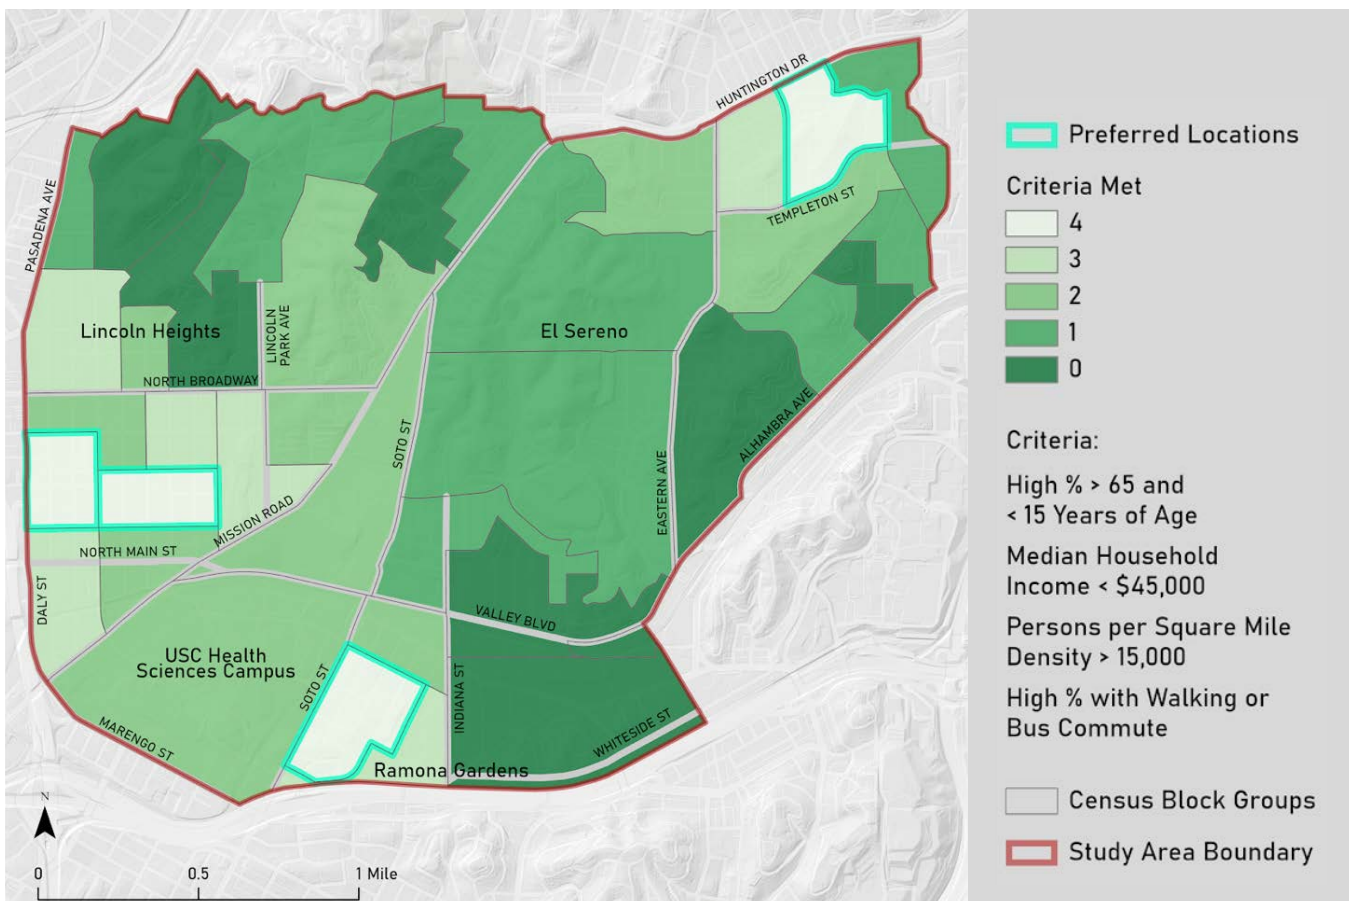 HUNTINGTON DR
PASADENA AVE
TEMPLETON ST
Lincoln Heights
LINCOLN
PARK AVE
El Sereno
NORTH BROADWAY
SOTO ST
ALHAMBRA AVE
EASTERN AVE
MISSION ROAD
NORTH MAIN ST
DALY ST
VALLEY BLVD
USC Health
Sciences Campus
SOTO ST
INDIANA ST
MARENGO ST
WHITESIDE ST
Ramona Gardens
N
0 0.5 1 Mile
Preferred Locations
Criteria Met
4
3
2
1
0
Criteria:
High % > 65 and
< 15 Years of Age
Median Household
Income < $45,000
Persons per Square Mile
Density > 15,000
High % with Walking or
Bus Commute
Census Block Groups
Study Area Boundary